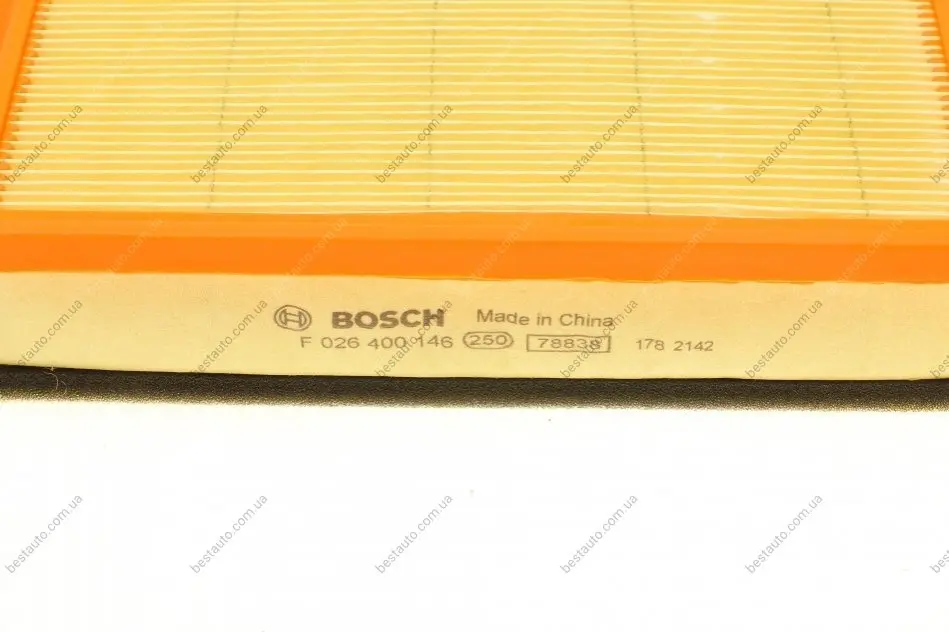 BOSCH Made in China
F 026 400 146 250 78838 178 2142
bestauto.com.ua